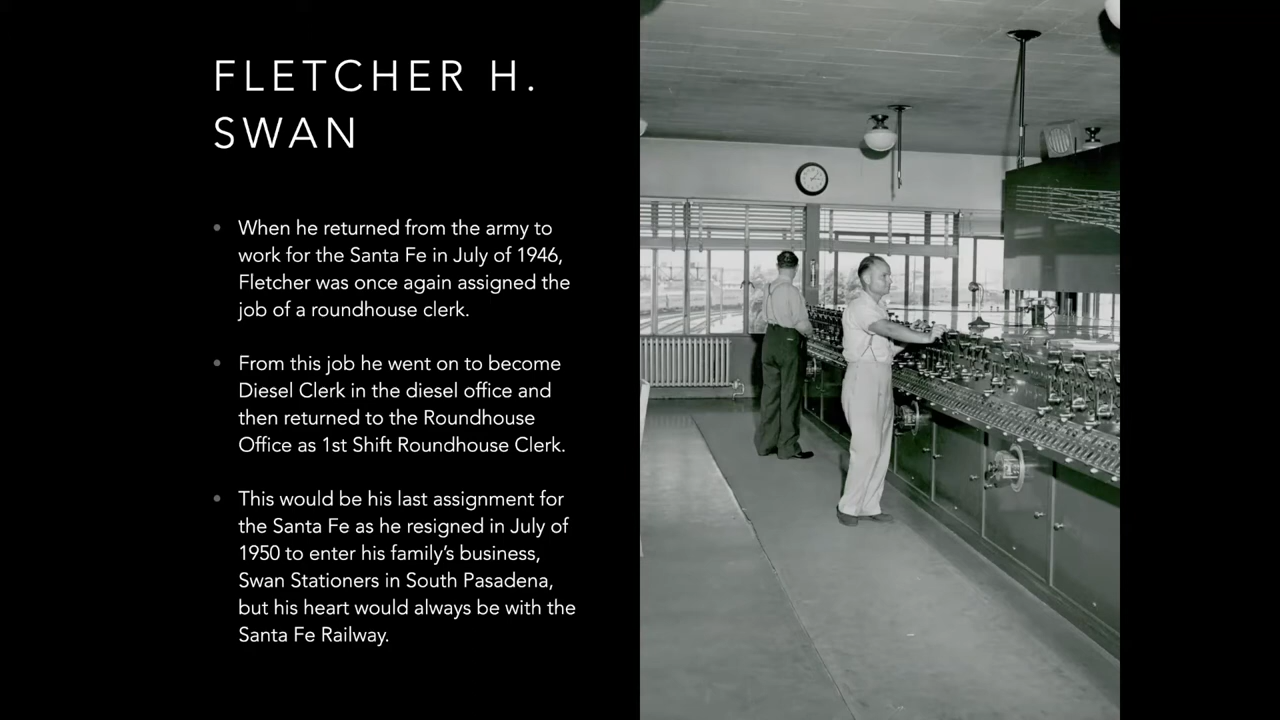 FLETCHER H.
SWAN
• When he returned from the army to
work for the Santa Fe in July of 1946,
Fletcher was once again assigned the
job of a roundhouse clerk.
• From this job he went on to become
Diesel Clerk in the diesel office and
then returned to the Roundhouse
Office as 1st Shift Roundhouse Clerk.
• This would be his last assignment for
the Santa Fe as he resigned in July of
1950 to enter his family’s business,
Swan Stationers in South Pasadena,
but his heart would always be with the
Santa Fe Railway.